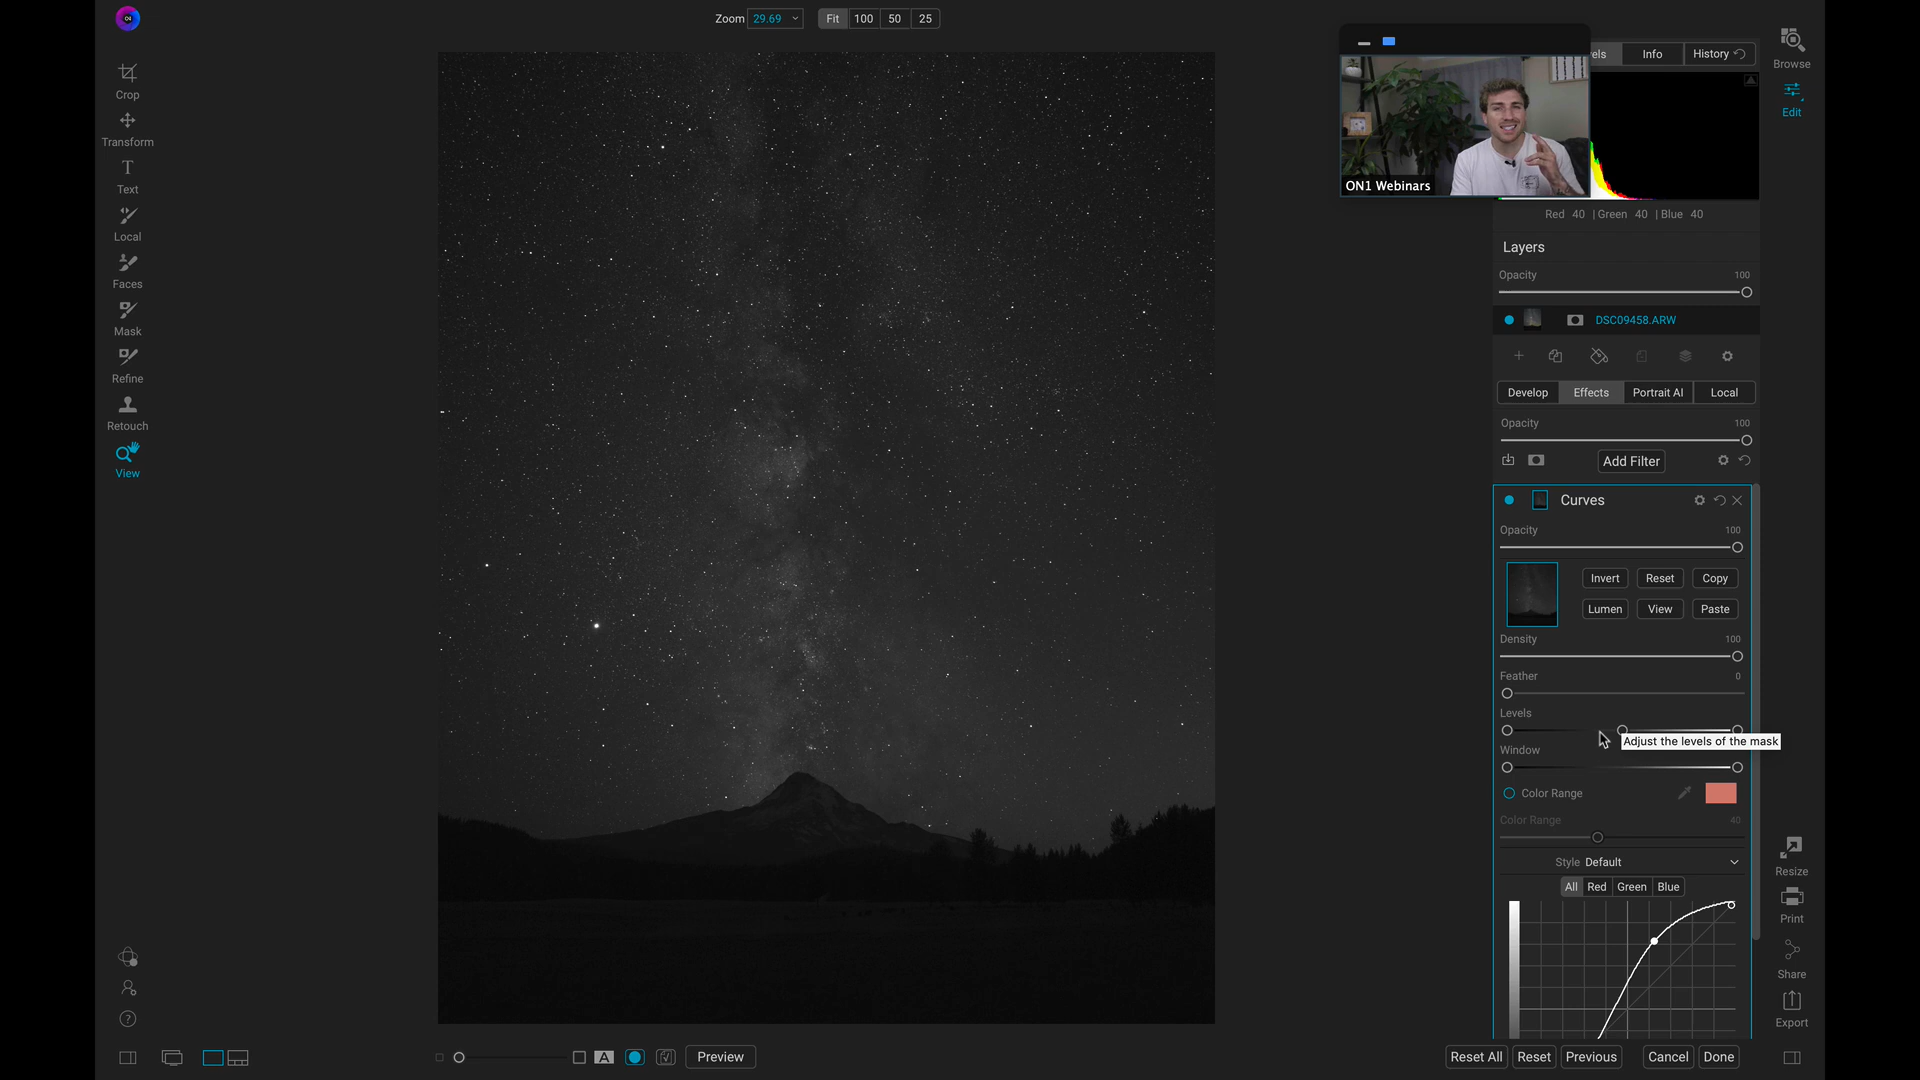 Zoom 29.69 Fit 100 50 25
Crop
Transform
Text
Local
Faces
Mask
Refine
Retouch
View
ON1 Webinars
els Info History
Red 40 | Green 40 | Blue 40
Layers
Opacity 100
DSC09458.ARW
Develop Effects Portrait AI Local
Opacity 100
Add Filter
Curves
Opacity 100
Invert Reset Copy
Lumen View Paste
Density 100
Feather 0
Levels
Adjust the levels of the mask
Window
Color Range
Color Range 40
Style Default
All Red Green Blue
Browse
Edit
Resize
Print
Share
Export
A Preview
Reset All Reset Previous Cancel Done